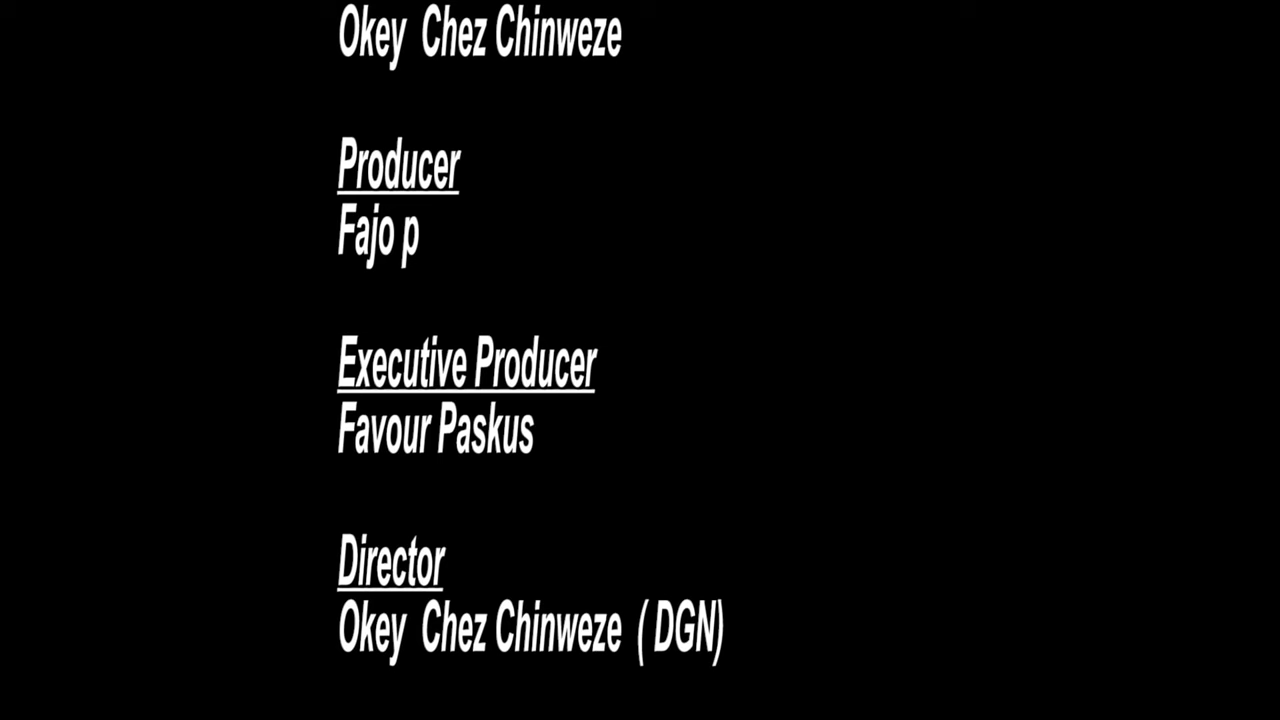 Okey Chez Chinweze
Producer
Fajo p
Executive Producer
Favour Paskus
Director
Okey Chez Chinweze ( DGN)